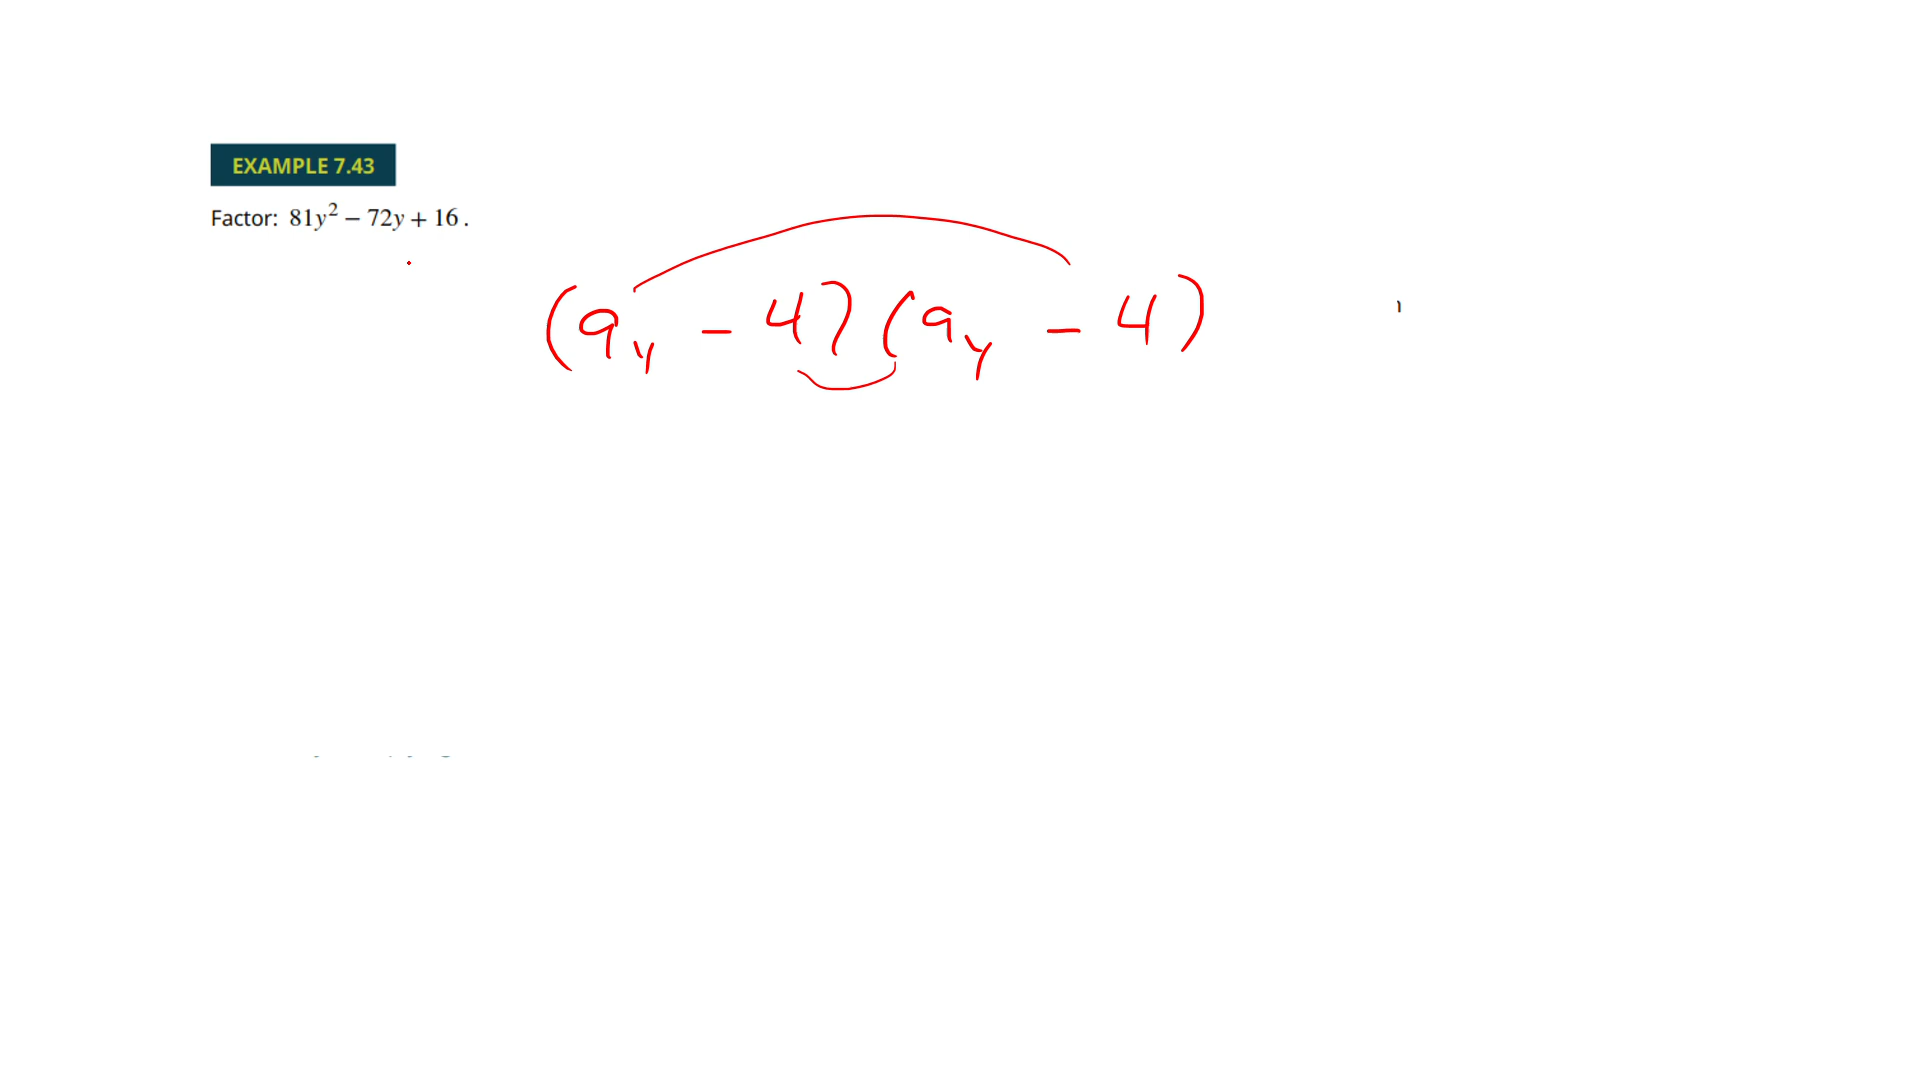 EXAMPLE 7.43
Factor: 81y² − 72y + 16.
(9y − 4)(9y − 4)